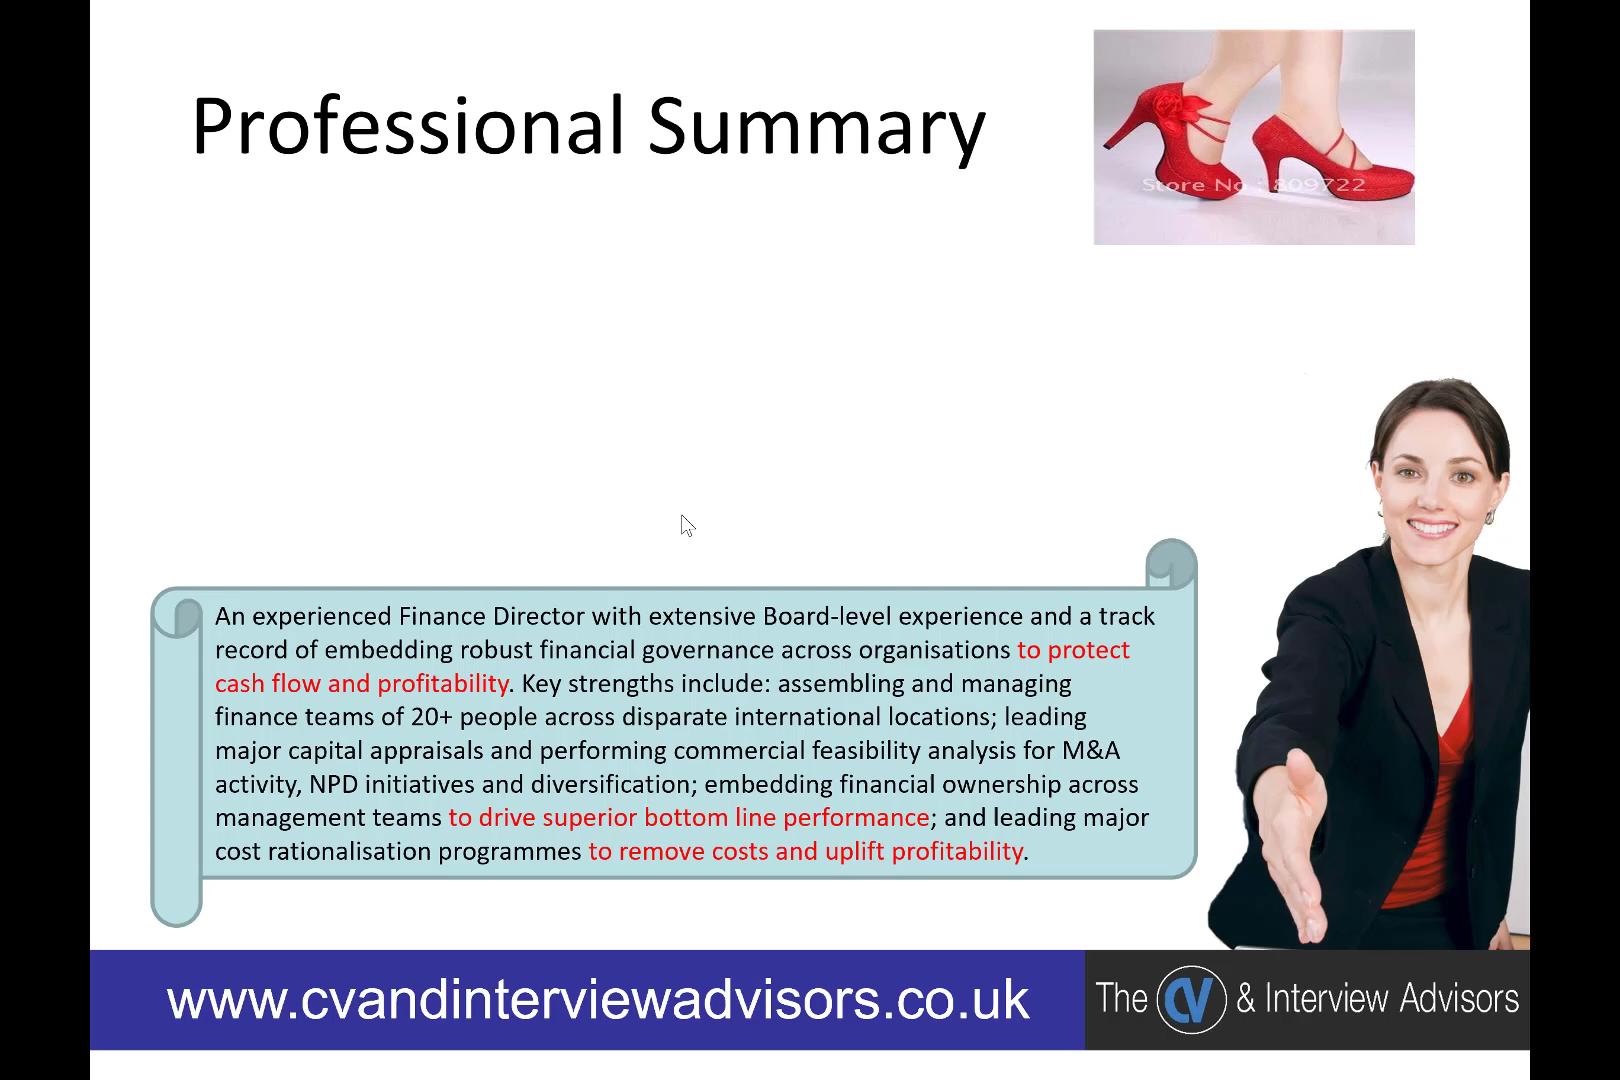 Professional Summary
Store No : 809722
An experienced Finance Director with extensive Board-level experience and a track
record of embedding robust financial governance across organisations to protect
cash flow and profitability. Key strengths include: assembling and managing
finance teams of 20+ people across disparate international locations; leading
major capital appraisals and performing commercial feasibility analysis for M&A
activity, NPD initiatives and diversification; embedding financial ownership across
management teams to drive superior bottom line performance; and leading major
cost rationalisation programmes to remove costs and uplift profitability.
www.cvandinterviewadvisors.co.uk
The CV & Interview Advisors